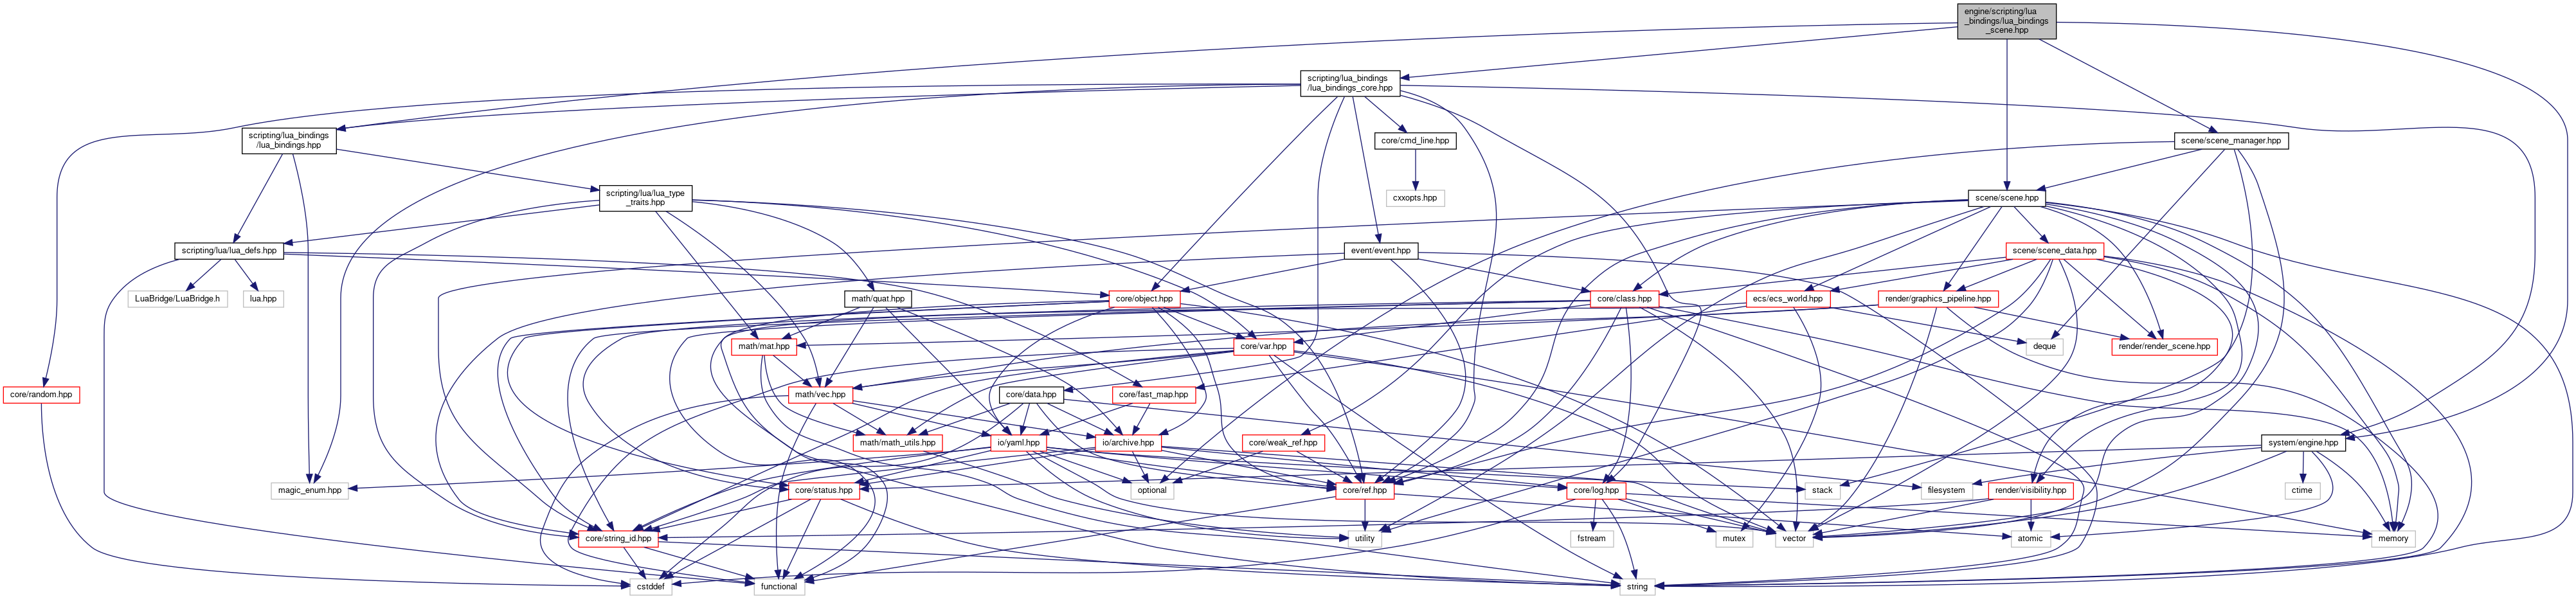 engine/scripting/lua
_bindings/lua_bindings
_scene.hpp
scripting/lua_bindings
/lua_bindings_core.hpp
scripting/lua_bindings
/lua_bindings.hpp
core/cmd_line.hpp
scene/scene_manager.hpp
scripting/lua/lua_type
_traits.hpp
cxxopts.hpp
scene/scene.hpp
scripting/lua/lua_defs.hpp
event/event.hpp
scene/scene_data.hpp
LuaBridge/LuaBridge.h
lua.hpp
math/quat.hpp
core/object.hpp
core/class.hpp
ecs/ecs_world.hpp
render/graphics_pipeline.hpp
math/mat.hpp
core/var.hpp
deque
render/render_scene.hpp
core/random.hpp
math/vec.hpp
core/data.hpp
core/fast_map.hpp
math/math_utils.hpp
io/yaml.hpp
io/archive.hpp
core/weak_ref.hpp
system/engine.hpp
magic_enum.hpp
core/status.hpp
optional
core/ref.hpp
core/log.hpp
stack
filesystem
render/visibility.hpp
ctime
core/string_id.hpp
utility
fstream
mutex
vector
atomic
memory
cstddef
functional
string